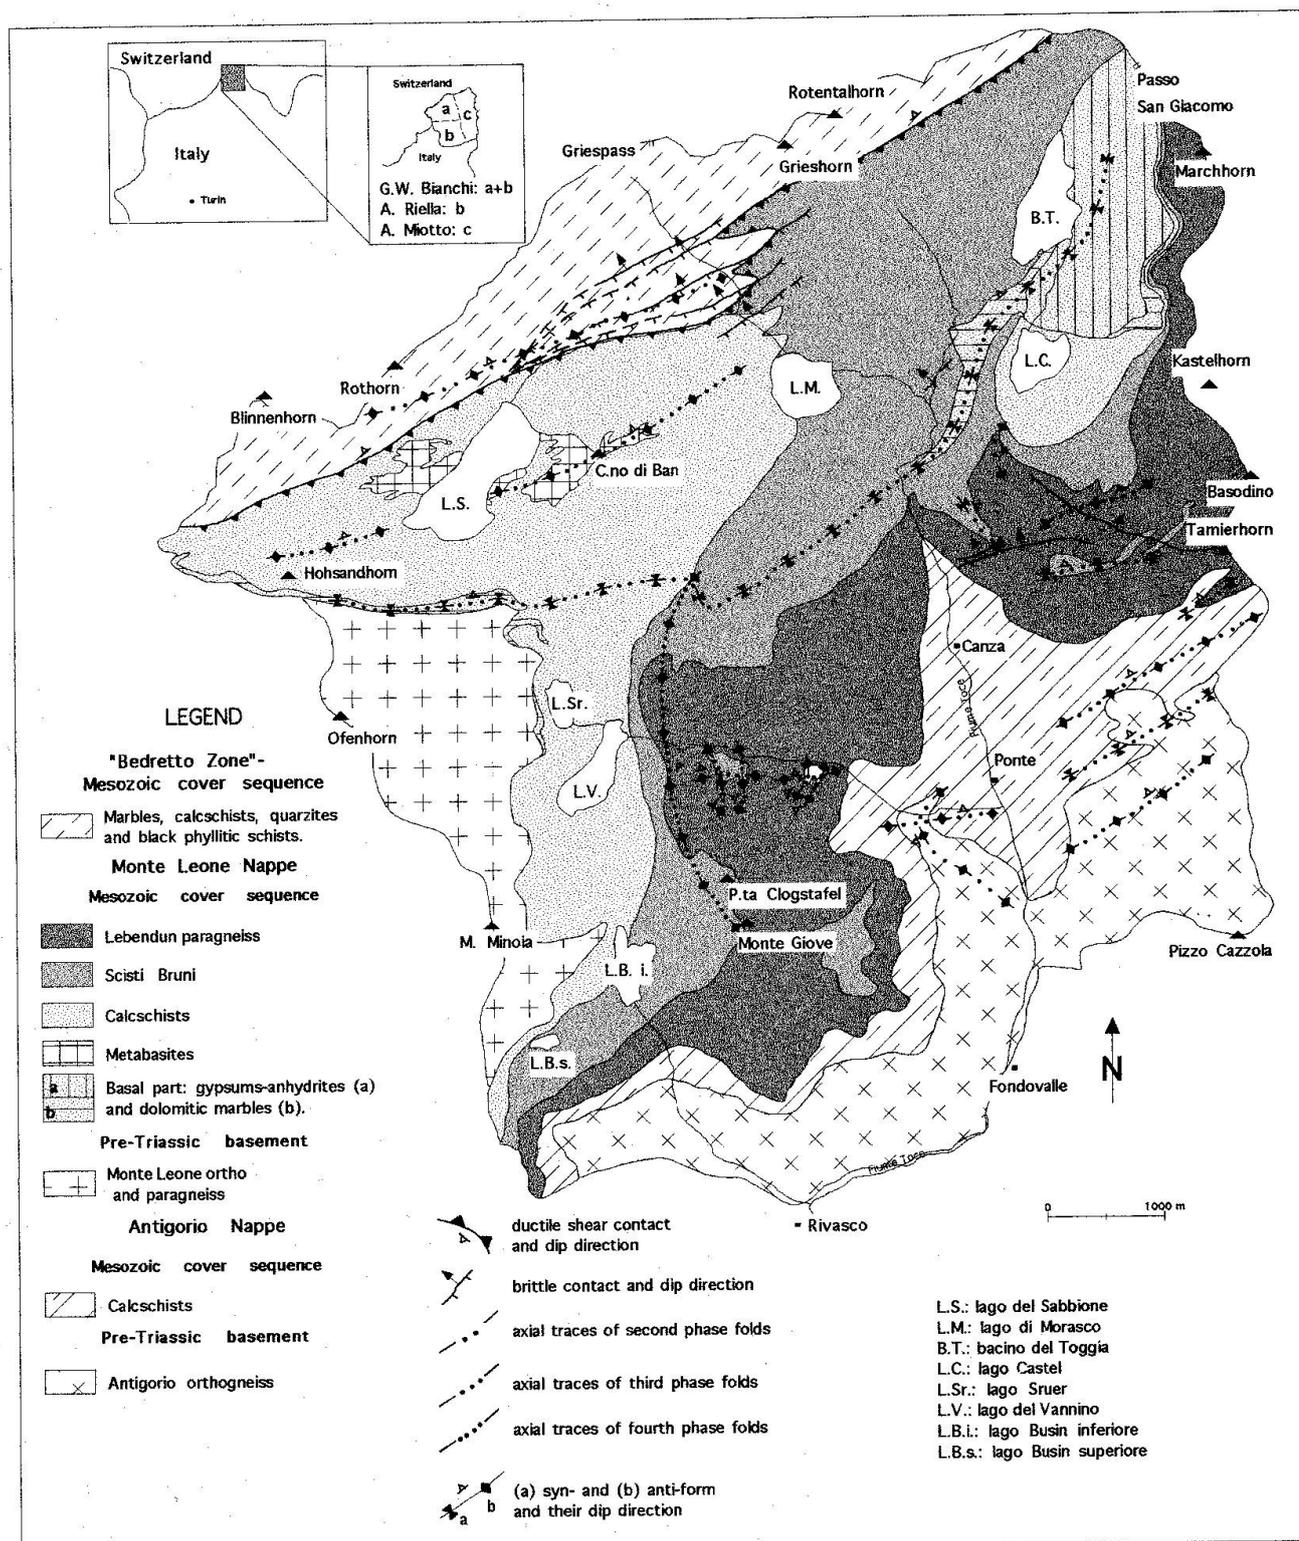 Switzerland
Italy
Turin
Switzerland
a
c
b
Italy
G.W. Bianchi: a+b
A. Riella: b
A. Miotto: c
Passo
San Giacomo
Rotentalhorn
Griespass
Grieshorn
Marchhorn
B.T.
L.C.
Kastelhorn
L.M.
Rothorn
Blinnenhorn
C.no di Ban
L.S.
Basodino
Tamierhorn
Hohsandhorn
Canza
Fiume Toce
L.Sr.
Ofenhorn
Ponte
L.V.
P.ta Clogstafel
M. Minoia
Monte Giove
Pizzo Cazzola
L.B. i.
L.B.s.
Fondovalle
N
Fiume Toce
Rivasco
0 1000 m
LEGEND
"Bedretto Zone"-
Mesozoic cover sequence
Marbles, calcschists, quarzites
and black phyllitic schists.
Monte Leone Nappe
Mesozoic cover sequence
Lebendun paragneiss
Scisti Bruni
Calcschists
Metabasites
a
b
Basal part: gypsums-anhydrites (a)
and dolomitic marbles (b).
Pre-Triassic basement
Monte Leone ortho
and paragneiss
Antigorio Nappe
Mesozoic cover sequence
Calcschists
Pre-Triassic basement
Antigorio orthogneiss
ductile shear contact
and dip direction
brittle contact and dip direction
axial traces of second phase folds
axial traces of third phase folds
axial traces of fourth phase folds
a
b
(a) syn- and (b) anti-form
and their dip direction
L.S.: lago del Sabbione
L.M.: lago di Morasco
B.T.: bacino del Toggia
L.C.: lago Castel
L.Sr.: lago Sruer
L.V.: lago del Vannino
L.B.i.: lago Busin inferiore
L.B.s.: lago Busin superiore